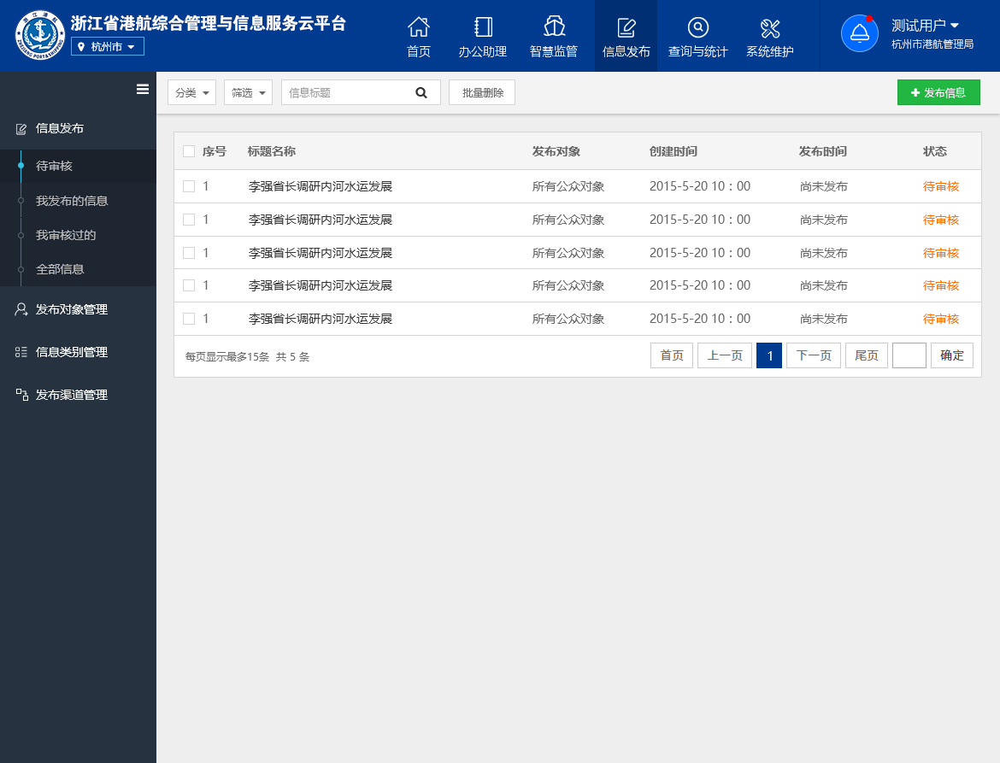 浙江省港航综合管理与信息服务云平台
杭州市
首页
办公助理
智慧监管
信息发布
查询与统计
系统维护
测试用户
杭州市港航管理局
分类
筛选
信息标题
批量删除
发布信息
信息发布
待审核
我发布的信息
我审核过的
全部信息
发布对象管理
信息类别管理
发布渠道管理
序号 标题名称 发布对象 创建时间 发布时间 状态
1 李强省长调研内河水运发展 所有公众对象 2015-5-20 10：00 尚未发布 待审核
1 李强省长调研内河水运发展 所有公众对象 2015-5-20 10：00 尚未发布 待审核
1 李强省长调研内河水运发展 所有公众对象 2015-5-20 10：00 尚未发布 待审核
1 李强省长调研内河水运发展 所有公众对象 2015-5-20 10：00 尚未发布 待审核
1 李强省长调研内河水运发展 所有公众对象 2015-5-20 10：00 尚未发布 待审核
每页显示最多15条 共 5 条
首页 上一页 1 下一页 尾页 确定